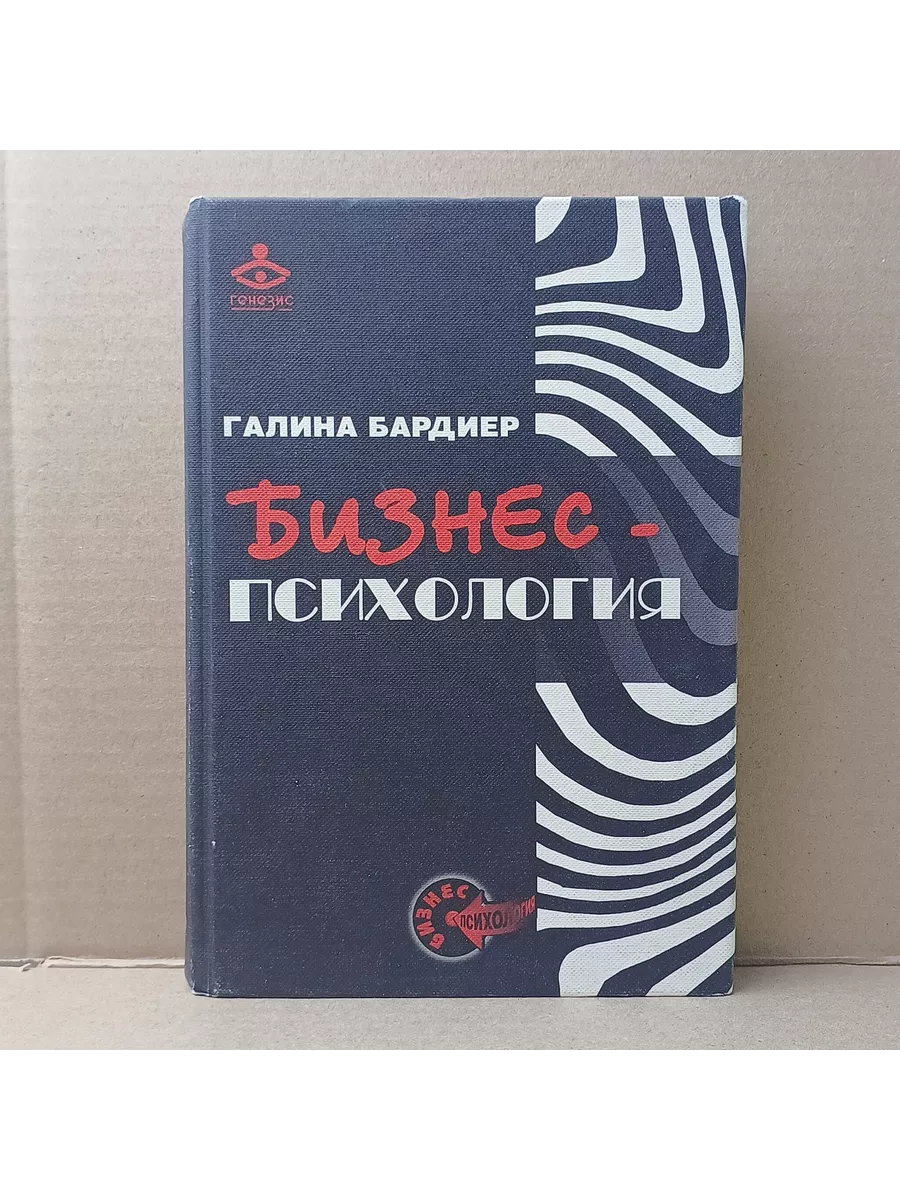 генезис
ГАЛИНА БАРДИЕР
БИЗНЕС -
ПСИХОЛОГИЯ
БИЗНЕС
ПСИХОЛОГИЯ